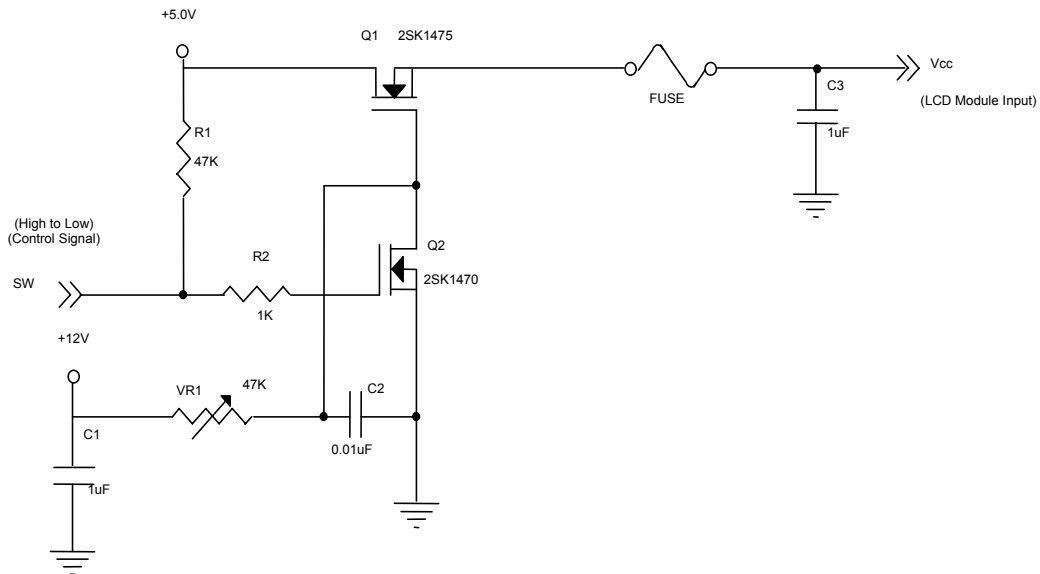 +5.0V
Q1 2SK1475
Vcc
C3
FUSE
(LCD Module Input)
R1
1uF
47K
(High to Low)
(Control Signal)
Q2
R2
SW
2SK1470
1K
+12V
VR1
47K
C2
C1
0.01uF
1uF